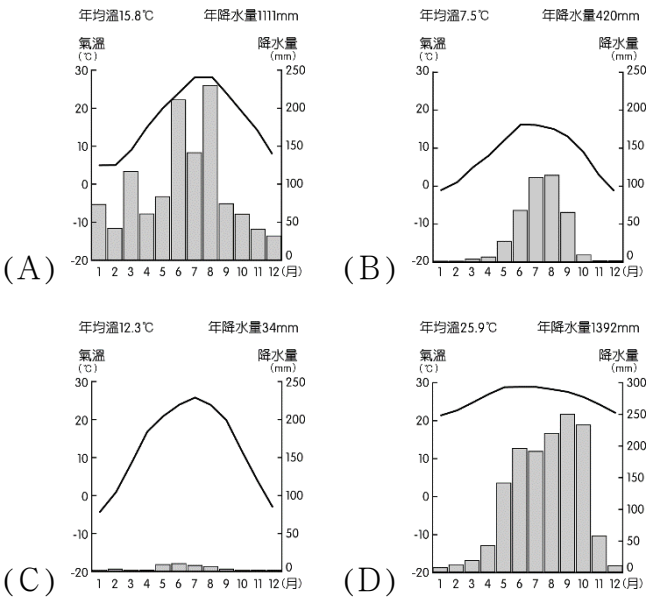 年均溫15.8℃ 年降水量1111mm
氣溫 降水量
(℃) (mm)
30 250
20 200
10 150
0 100
-10 50
-20 0
1 2 3 4 5 6 7 8 9 10 11 12(月)
(A)
年均溫7.5℃ 年降水量420mm
氣溫 降水量
(℃) (mm)
30 250
20 200
10 150
0 100
-10 50
-20 0
1 2 3 4 5 6 7 8 9 10 11 12(月)
(B)
年均溫12.3℃ 年降水量34mm
氣溫 降水量
(℃) (mm)
30 250
20 200
10 150
0 100
-10 50
-20 0
1 2 3 4 5 6 7 8 9 10 11 12(月)
(C)
年均溫25.9℃ 年降水量1392mm
氣溫 降水量
(℃) (mm)
30 300
20 250
10 200
0 150
-10 100
-20 50
0
1 2 3 4 5 6 7 8 9 10 11 12(月)
(D)